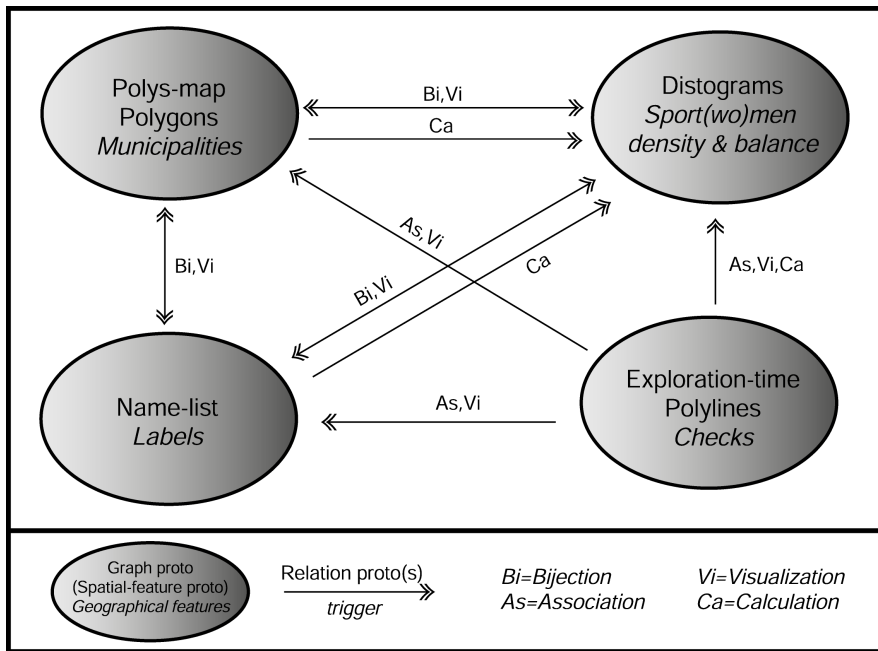 Polys-map
Polygons
Municipalities
Bi,Vi
Ca
Distograms
Sport(wo)men
density & balance
As,Vi
Ca
Bi,Vi
Bi,Vi
As,Vi,Ca
Name-list
Labels
As,Vi
Exploration-time
Polylines
Checks
Graph proto
(Spatial-feature proto)
Geographical features
Relation proto(s)
trigger
Bi=Bijection
As=Association
Vi=Visualization
Ca=Calculation